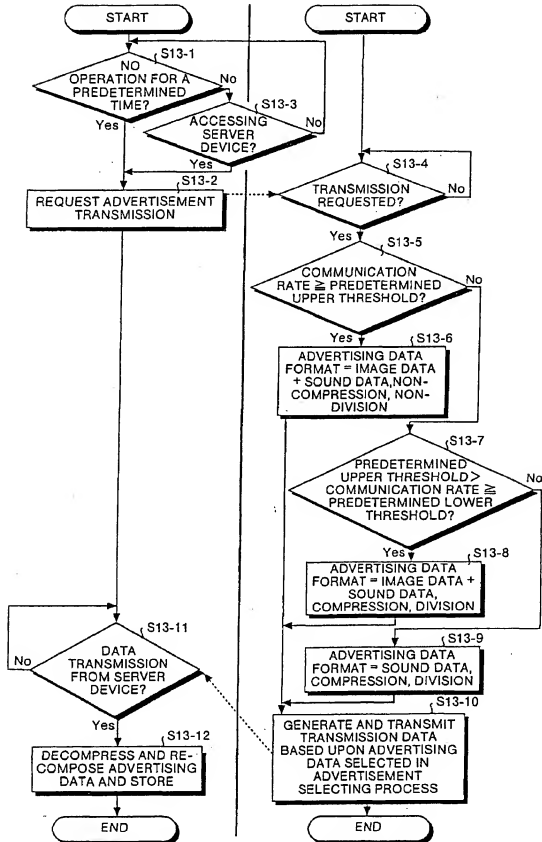 START
S13-1
NO
OPERATION FOR A
PREDETERMINED
TIME?
No
Yes
S13-3
ACCESSING
SERVER
DEVICE?
No
Yes
S13-2
REQUEST ADVERTISEMENT
TRANSMISSION
S13-11
DATA
TRANSMISSION
FROM SERVER
DEVICE?
No
Yes
S13-12
DECOMPRESS AND RE-
COMPOSE ADVERTISING
DATA AND STORE
END
START
S13-4
TRANSMISSION
REQUESTED?
No
Yes
S13-5
COMMUNICATION
RATE ≧ PREDETERMINED
UPPER THRESHOLD?
No
Yes
S13-6
ADVERTISING DATA
FORMAT = IMAGE DATA
+ SOUND DATA,NON-
COMPRESSION, NON-
DIVISION
S13-7
PREDETERMINED
UPPER THRESHOLD>
COMMUNICATION RATE ≧
PREDETERMINED LOWER
THRESHOLD?
No
Yes
S13-8
ADVERTISING DATA
FORMAT = IMAGE DATA +
SOUND DATA,
COMPRESSION, DIVISION
S13-9
ADVERTISING DATA
FORMAT = SOUND DATA,
COMPRESSION, DIVISION
S13-10
GENERATE AND TRANSMIT
TRANSMISSION DATA
BASED UPON ADVERTISING
DATA SELECTED IN
ADVERTISEMENT
SELECTING PROCESS
END